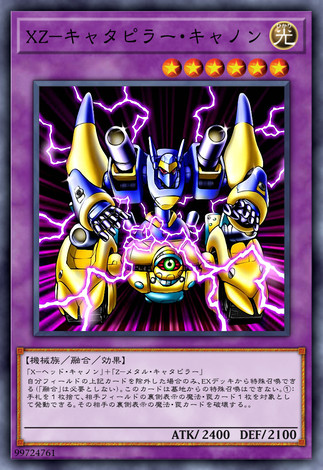 XZ－キャタピラー・キャノン
光
【機械族／融合／効果】
「X－ヘッド・キャノン」＋「Z－メタル・キャタピラー」
自分フィールドの上記カードを除外した場合のみ、EXデッキから特殊召喚できる
(「融合」は必要としない)。このカードは墓地からの特殊召喚はできない。①：
手札を1枚捨て、相手フィールドの裏側表示の魔法・罠カード1枚を対象とし
て発動できる。その相手の裏側表示の魔法・罠カードを破壊する。
ATK/ 2400 DEF/ 2100
99724761